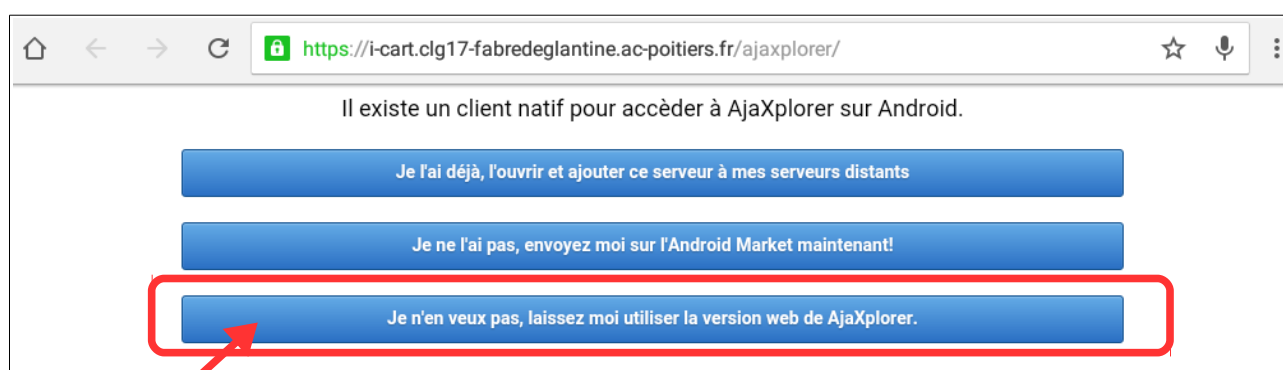 https://i-cart.clg17-fabredeglantine.ac-poitiers.fr/ajaxplorer/
Il existe un client natif pour accèder à AjaXplorer sur Android.
Je l'ai déjà, l'ouvrir et ajouter ce serveur à mes serveurs distants
Je ne l'ai pas, envoyez moi sur l'Android Market maintenant!
Je n'en veux pas, laissez moi utiliser la version web de AjaXplorer.